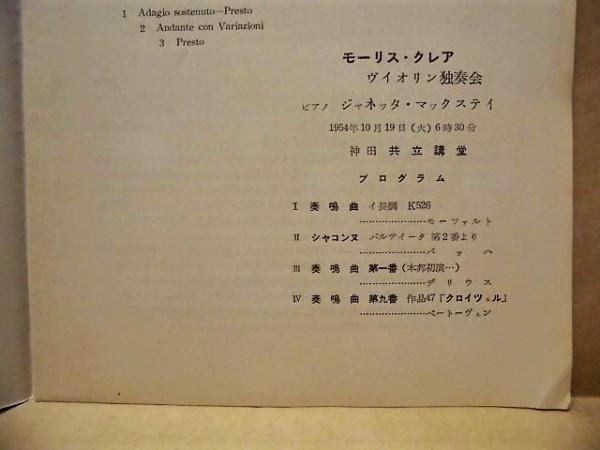 1 Adagio sostenuto—Presto
2 Andante con Variazioni
3 Presto
モーリス・クレア
ヴイオリン独奏会
ピアノ ジャネッタ・マックステイ
1954年10月19日(火)6時30分
神田 共立講堂
プログラム
Ⅰ 奏鳴曲 イ長調 K526
……………………モーツァルト
Ⅱ シャコンヌ パルティータ 第2番より
……………………バッハ
Ⅲ 奏鳴曲 第一番(本邦初演…)
……………………デリウス
Ⅳ 奏鳴曲 第九番 作品47「クロイツェル」
……………………ベートーヴェン